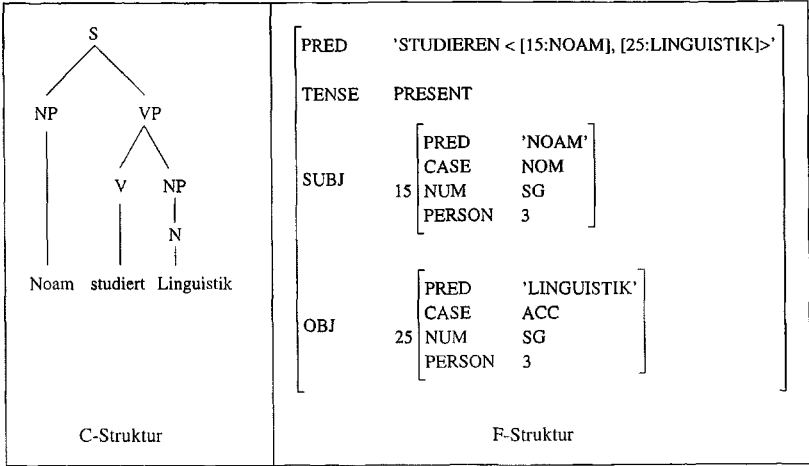 S
NP VP
V NP
N
Noam studiert Linguistik
C-Struktur
PRED 'STUDIEREN < [15:NOAM], [25:LINGUISTIK]>'
TENSE PRESENT
SUBJ 15
PRED 'NOAM'
CASE NOM
NUM SG
PERSON 3
OBJ 25
PRED 'LINGUISTIK'
CASE ACC
NUM SG
PERSON 3
F-Struktur